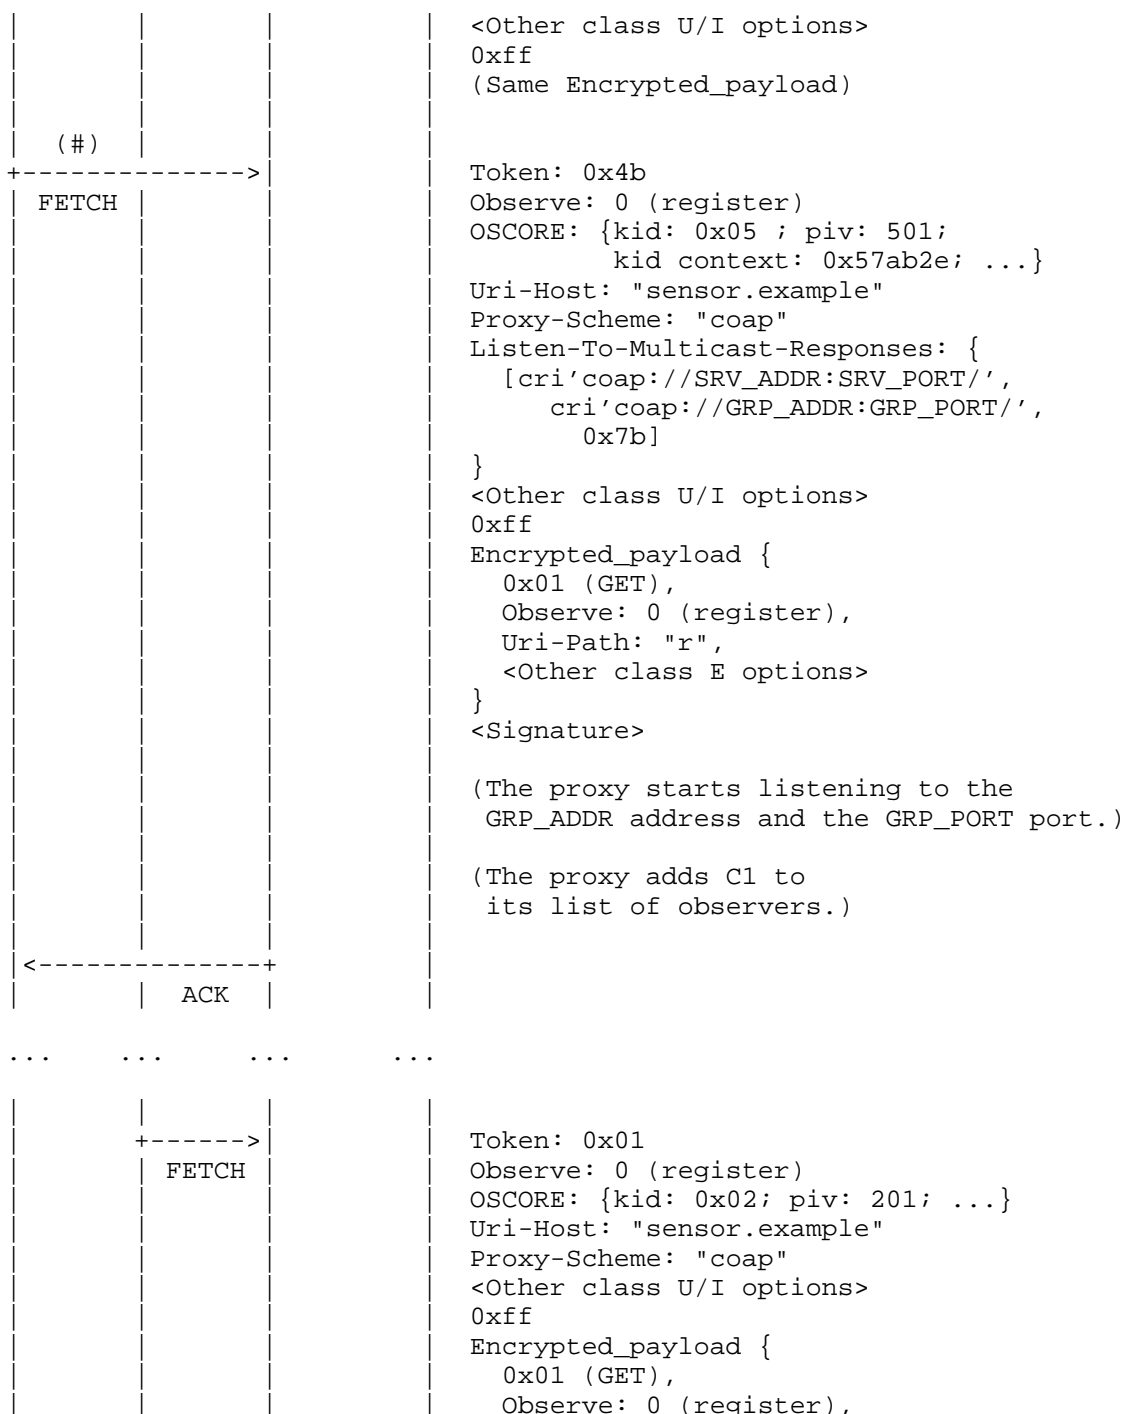 |       |       |         |  <Other class U/I options>
|       |       |         |  0xff
|       |       |         |  (Same Encrypted_payload)
|       |       |         |
|  (#)  |       |         |
+-------------->|         |  Token: 0x4b
| FETCH |       |         |  Observe: 0 (register)
|       |       |         |  OSCORE: {kid: 0x05 ; piv: 501;
|       |       |         |           kid context: 0x57ab2e; ...}
|       |       |         |  Uri-Host: "sensor.example"
|       |       |         |  Proxy-Scheme: "coap"
|       |       |         |  Listen-To-Multicast-Responses: {
|       |       |         |    [cri'coap://SRV_ADDR:SRV_PORT/',
|       |       |         |       cri'coap://GRP_ADDR:GRP_PORT/',
|       |       |         |         0x7b]
|       |       |         |  }
|       |       |         |  <Other class U/I options>
|       |       |         |  0xff
|       |       |         |  Encrypted_payload {
|       |       |         |    0x01 (GET),
|       |       |         |    Observe: 0 (register),
|       |       |         |    Uri-Path: "r",
|       |       |         |    <Other class E options>
|       |       |         |  }
|       |       |         |  <Signature>
|       |       |         |
|       |       |         |  (The proxy starts listening to the
|       |       |         |   GRP_ADDR address and the GRP_PORT port.)
|       |       |         |
|       |       |         |  (The proxy adds C1 to
|       |       |         |   its list of observers.)
|       |       |         |
|<--------------+         |
|       |  ACK  |         |
...    ...     ...       ...
|       |       |         |
|       +------>|         |  Token: 0x01
|       | FETCH |         |  Observe: 0 (register)
|       |       |         |  OSCORE: {kid: 0x02; piv: 201; ...}
|       |       |         |  Uri-Host: "sensor.example"
|       |       |         |  Proxy-Scheme: "coap"
|       |       |         |  <Other class U/I options>
|       |       |         |  0xff
|       |       |         |  Encrypted_payload {
|       |       |         |    0x01 (GET),
|       |       |         |    Observe: 0 (register),